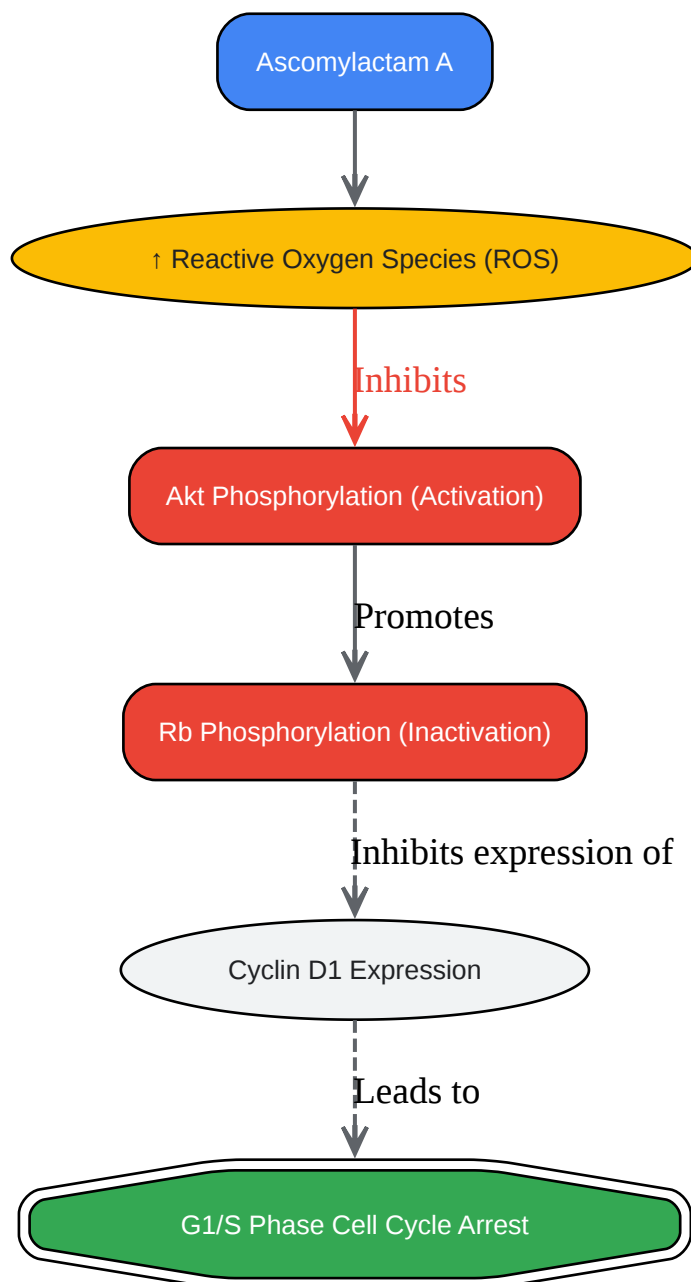 Ascomylactam A
↑ Reactive Oxygen Species (ROS)
Inhibits
Akt Phosphorylation (Activation)
Promotes
Rb Phosphorylation (Inactivation)
Inhibits expression of
Cyclin D1 Expression
Leads to
G1/S Phase Cell Cycle Arrest